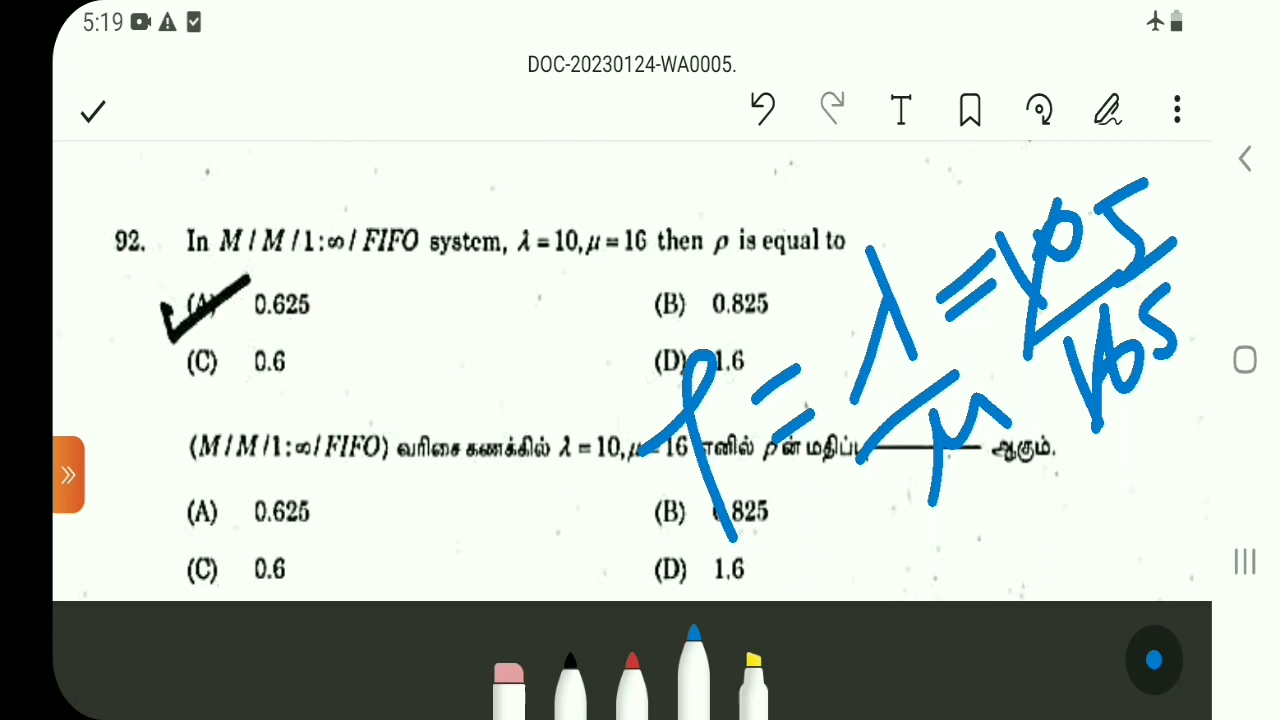 5:19
DOC-20230124-WA0005.
T
92. In M / M / 1 : ∞ / FIFO system, λ = 10, μ = 16 then ρ is equal to
(A) 0.625 (B) 0.825
(C) 0.6 (D) 1.6
ρ = λ/μ = 10 5 / 16 8
(M / M / 1 : ∞ / FIFO) வரிசை கணக்கில் λ = 10, μ = 16 எனில் ρ ன் மதிப்பு ———— ஆகும்.
(A) 0.625 (B) 0.825
(C) 0.6 (D) 1.6